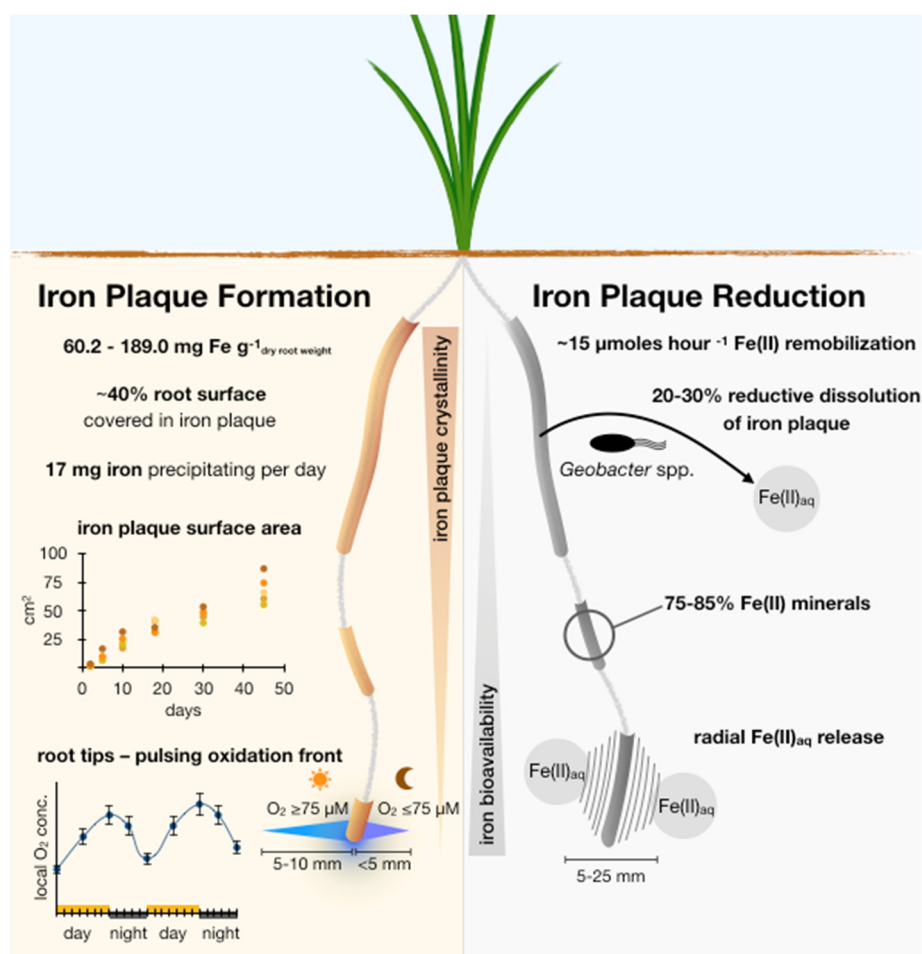 Iron Plaque Formation
60.2 - 189.0 mg Fe g-1dry root weight
~40% root surface
covered in iron plaque
17 mg iron precipitating per day
iron plaque surface area
100
75
50
25
cm²
0 10 20 30 40 50
days
root tips – pulsing oxidation front
local O₂ conc.
day night day night
O₂ ≥75 µM O₂ ≤75 µM
5-10 mm <5 mm
iron plaque crystallinity
Iron Plaque Reduction
~15 µmoles hour -1 Fe(II) remobilization
20-30% reductive dissolution
of iron plaque
Geobacter spp.
Fe(II)aq
75-85% Fe(II) minerals
iron bioavailability
radial Fe(II)aq release
Fe(II)aq
Fe(II)aq
5-25 mm